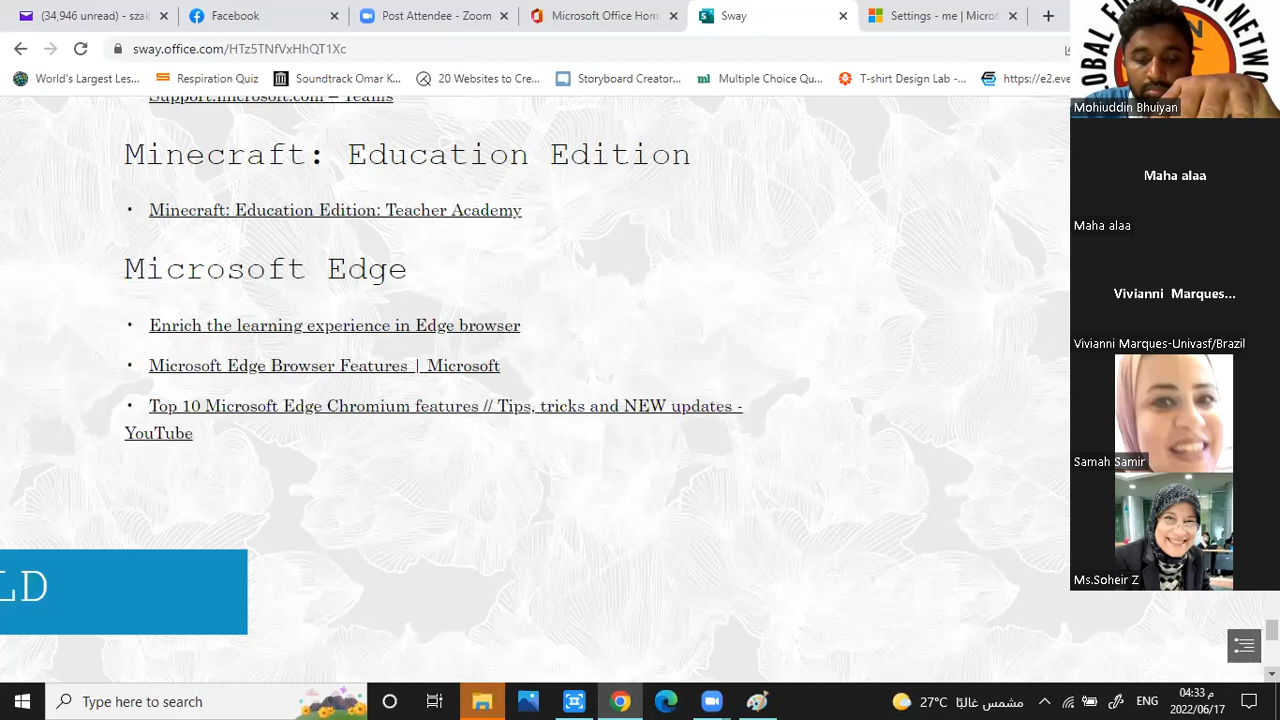 (34,946 unread) - szak
Facebook
Post Attendee - Zoom
Microsoft Office Hom
Sway
Settings - me | Micros
sway.office.com/HTz5TNfVxHhQT1Xc
World's Largest Les...
Respiration Quiz
Soundtrack Omar K...
20 Websites to Cre...
Storyboard Creator...
Multiple Choice Qu...
T-shirt Design Lab -...
https://e2.eve
Support.microsoft.com – Teams
Minecraft: Education Edition
• Minecraft: Education Edition: Teacher Academy
Microsoft Edge
• Enrich the learning experience in Edge browser
• Microsoft Edge Browser Features | Microsoft
• Top 10 Microsoft Edge Chromium features // Tips, tricks and NEW updates -
YouTube
LD
Mohiuddin Bhuiyan
Maha alaa
Maha alaa
Vivianni Marques...
Vivianni Marques-Univasf/Brazil
Samah Samir
Ms.Soheir Z
Type here to search
27°C مشمس غالبًا
ENG
04:33 م
2022/06/17